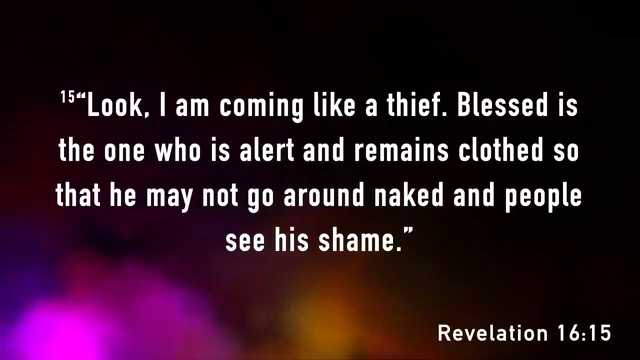 15“Look, I am coming like a thief. Blessed is
the one who is alert and remains clothed so
that he may not go around naked and people
see his shame.”
Revelation 16:15